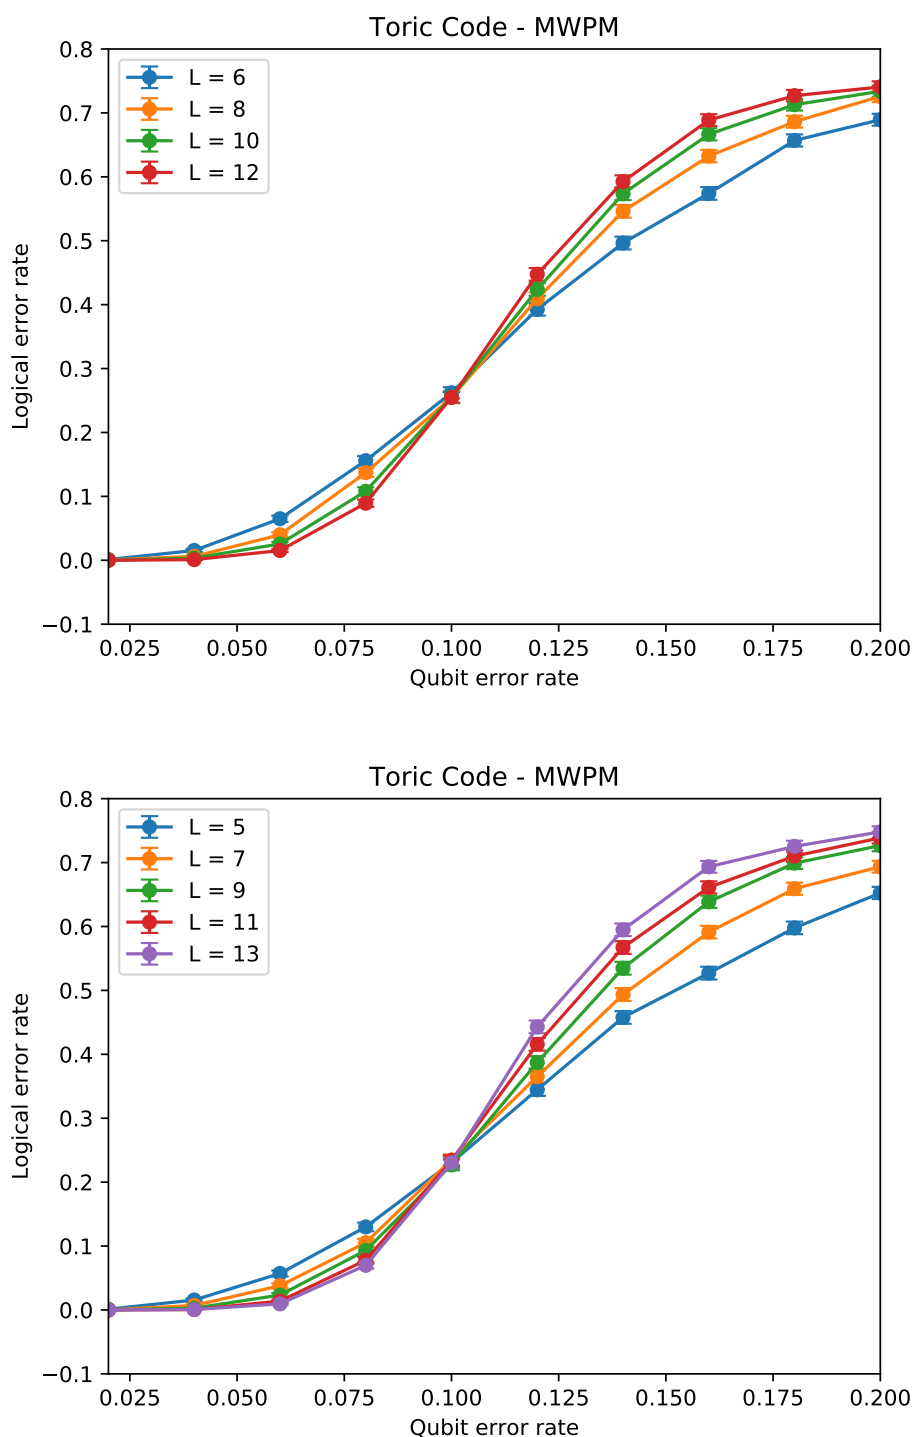 Toric Code - MWPM
0.8
0.7
0.6
0.5
0.4
0.3
0.2
0.1
0.0
−0.1
Logical error rate
L = 6
L = 8
L = 10
L = 12
0.025 0.050 0.075 0.100 0.125 0.150 0.175 0.200
Qubit error rate
Toric Code - MWPM
0.8
0.7
0.6
0.5
0.4
0.3
0.2
0.1
0.0
−0.1
Logical error rate
L = 5
L = 7
L = 9
L = 11
L = 13
0.025 0.050 0.075 0.100 0.125 0.150 0.175 0.200
Qubit error rate